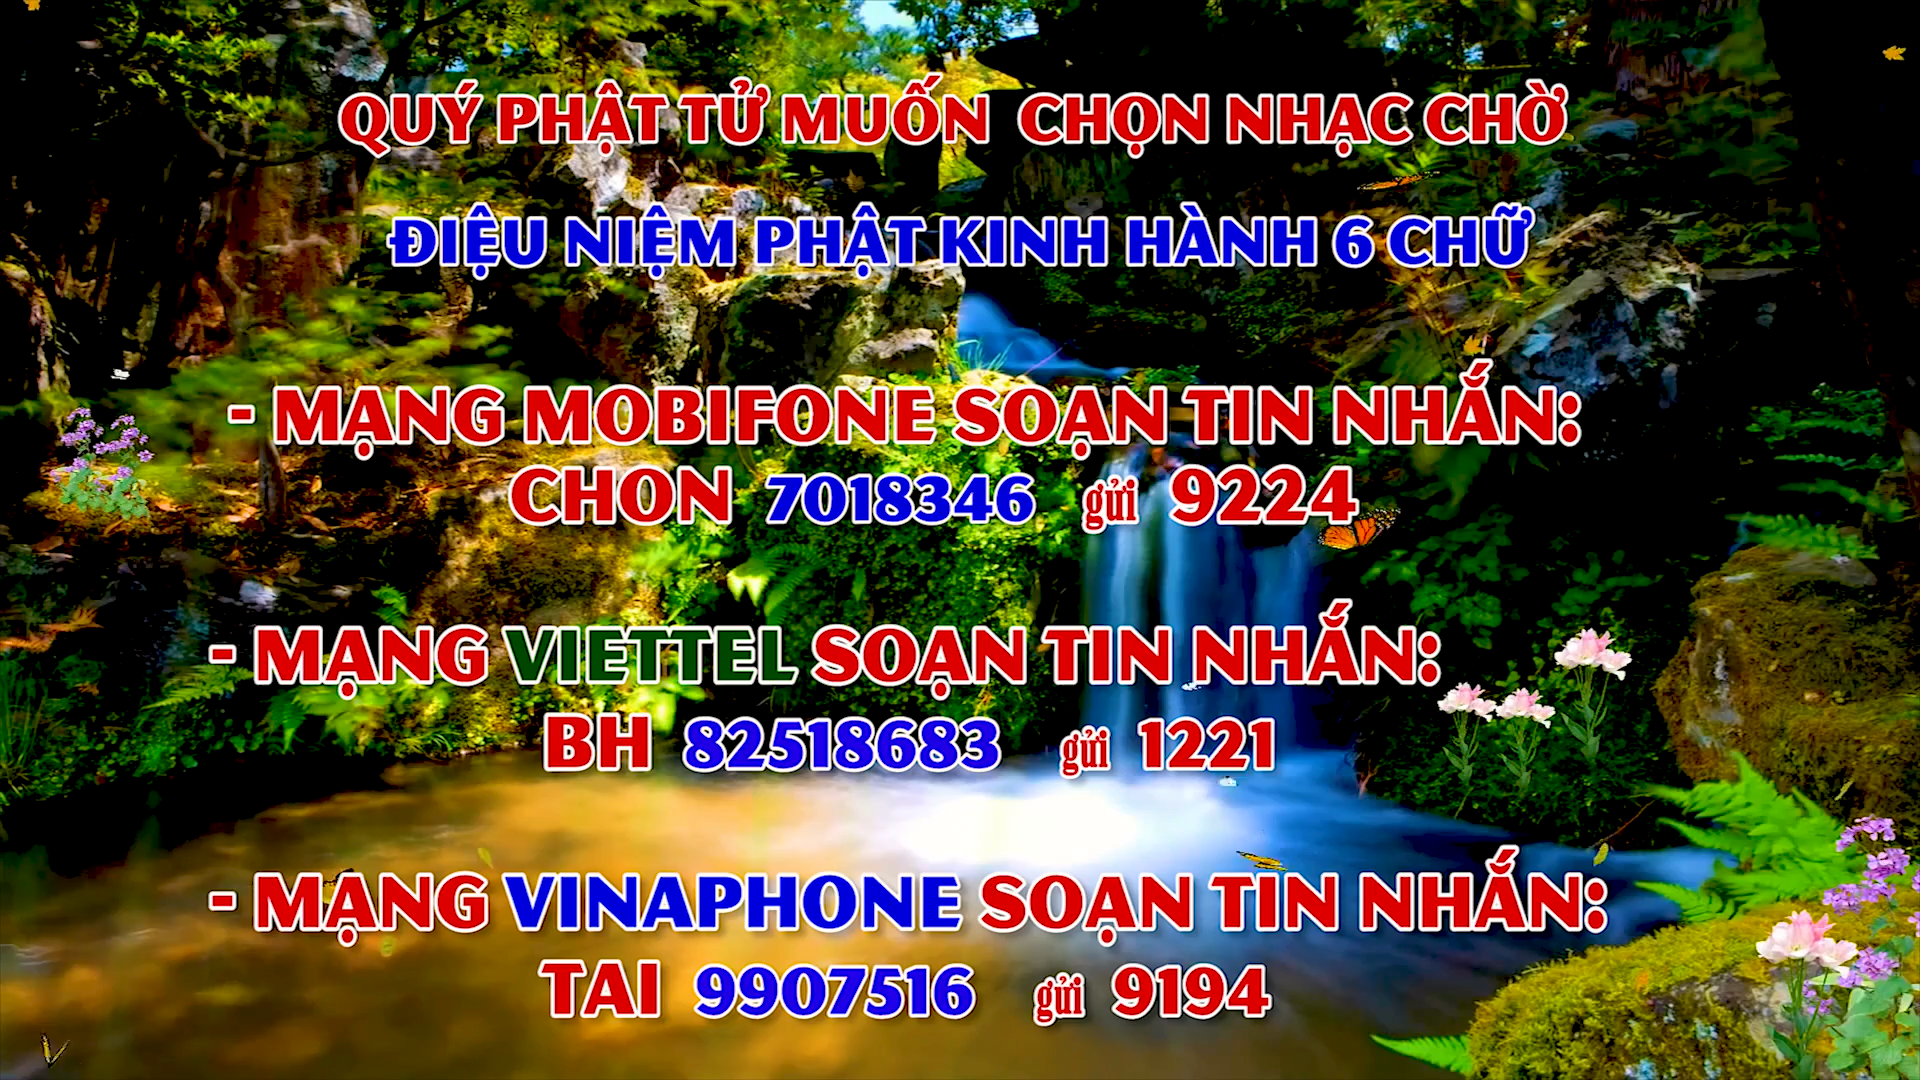 QUÝ PHẬT TỬ MUỐN CHỌN NHẠC CHỜ
ĐIỆU NIỆM PHẬT KINH HÀNH 6 CHỮ
- MẠNG MOBIFONE SOẠN TIN NHẮN:
CHON 7018346 gửi 9224
- MẠNG VIETTEL SOẠN TIN NHẮN:
BH 82518683 gửi 1221
- MẠNG VINAPHONE SOẠN TIN NHẮN:
TAI 9907516 gửi 9194